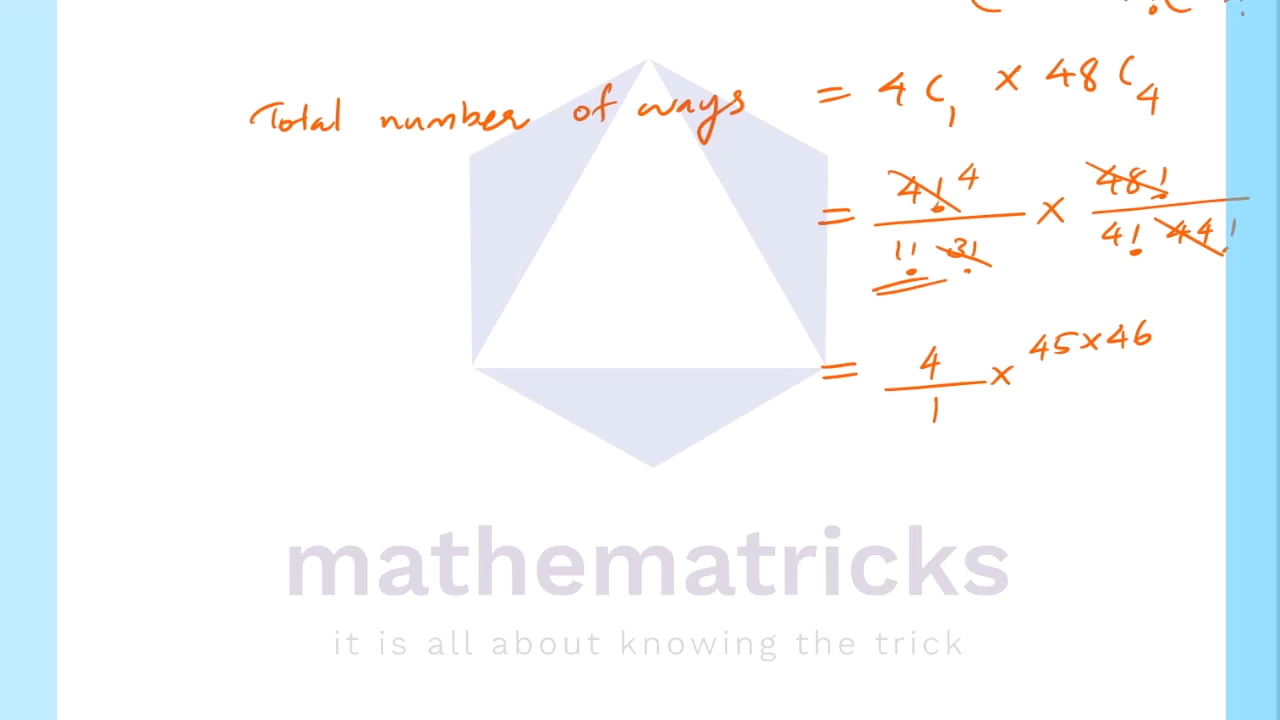 Total number of ways = 4C1 × 48C4
= 4! 4 / 1! 3! × 48! / 4! 44!
= 4 / 1 × 45×46
mathematricks
it is all about knowing the trick